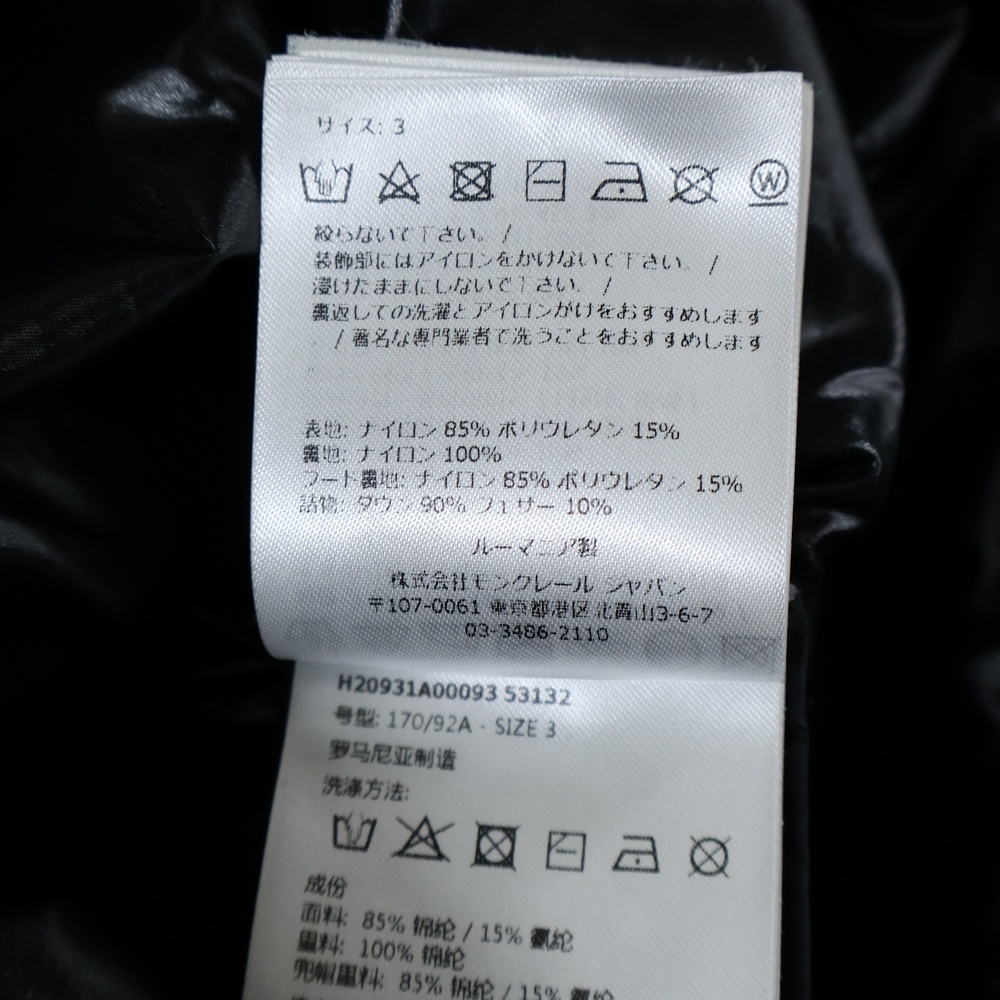 サイズ: 3
W
絞らないで下さい。 /
装飾部にはアイロンをかけないで下さい。 /
浸けたままにしないで下さい。 /
裏返しての洗濯とアイロンがけをおすすめします
/ 著名な専門業者で洗うことをおすすめします
表地: ナイロン 85% ポリウレタン 15%
裏地: ナイロン 100%
フード裏地: ナイロン 85% ポリウレタン 15%
詰物: ダウン 90% フェザー 10%
ルーマニア製
株式会社モンクレール ジャパン
〒107-0061 東京都港区 北青山3-6-7
03-3486-2110
H20931A00093 53132
号型: 170/92A - SIZE 3
罗马尼亚制造
洗涤方法:
成份
面料: 85% 锦纶 / 15% 氨纶
里料: 100% 锦纶
兜帽里料: 85% 锦纶 / 15% 氨纶